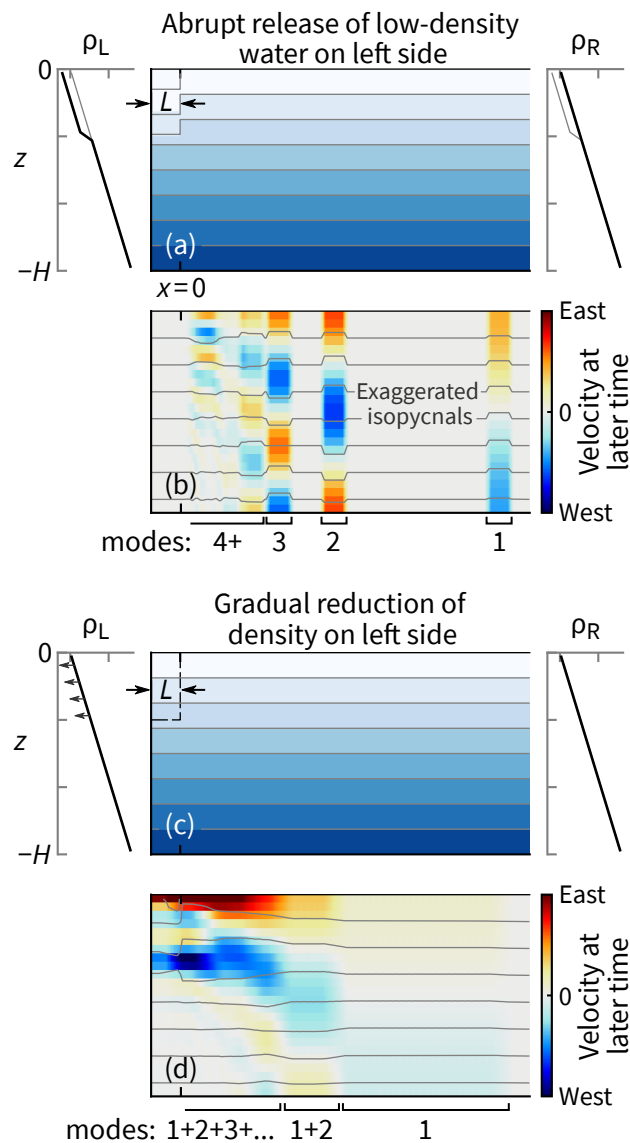 Abrupt release of low-density
water on left side
ρL
ρR
0
L
z
(a)
−H
x=0
East
Exaggerated
isopycnals
0
Velocity at
later time
(b)
West
modes: 4+ 3 2 1
Gradual reduction of
density on left side
ρL
ρR
0
L
z
(c)
−H
East
0
Velocity at
later time
(d)
West
modes: 1+2+3+... 1+2 1